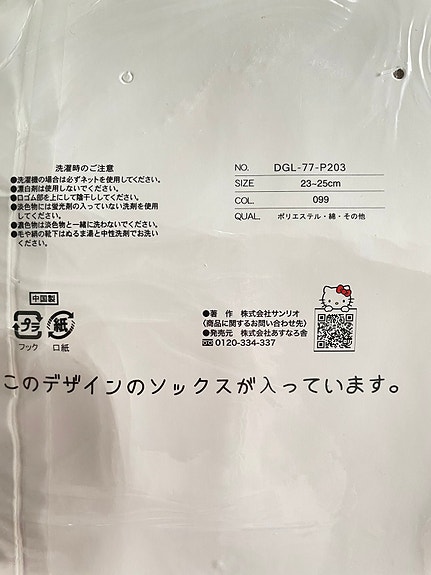 洗濯時のご注意
●洗濯機の場合は必ずネットを使用してください。
●漂白剤は使用しないでください。
●口ゴム部を上にして陰干ししてください。
●淡色物には蛍光剤の入っていない洗剤を使用
してください。
●濃色物は淡色物と一緒に洗わないでください。
●毛や絹の靴下はぬるま湯と中性洗剤でお洗い
ください。
NO. DGL-77-P203
SIZE 23~25cm
COL. 099
QUAL. ポリエステル・綿・その他
中国製
プラ 紙
フック 口紙
●著 作 株式会社サンリオ
〈商品に関するお問い合わせ先〉
●発売元 株式会社あすなろ舎
0120-334-337
このデザインのソックスが入っています。